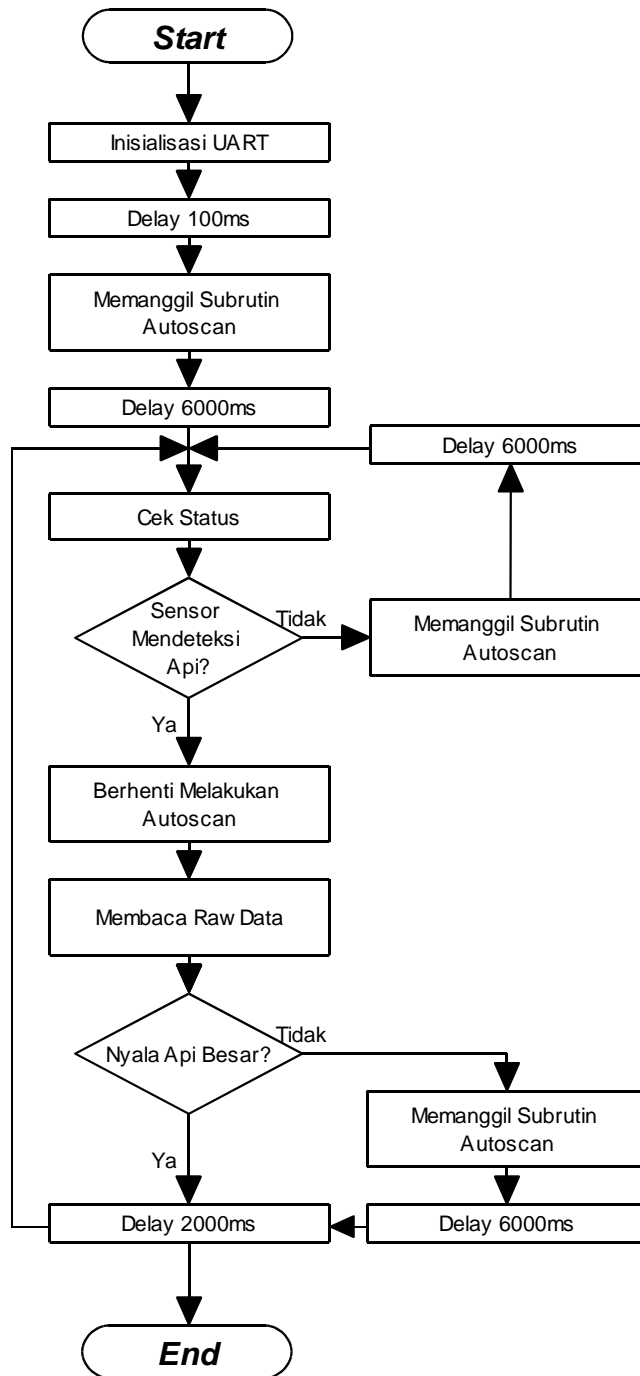 Start
Inisialisasi UART
Delay 100ms
Memanggil Subrutin
Autoscan
Delay 6000ms
Delay 6000ms
Cek Status
Sensor
Mendeteksi
Api?
Tidak
Memanggil Subrutin
Autoscan
Ya
Berhenti Melakukan
Autoscan
Membaca Raw Data
Nyala Api Besar?
Tidak
Memanggil Subrutin
Autoscan
Ya
Delay 2000ms
Delay 6000ms
End